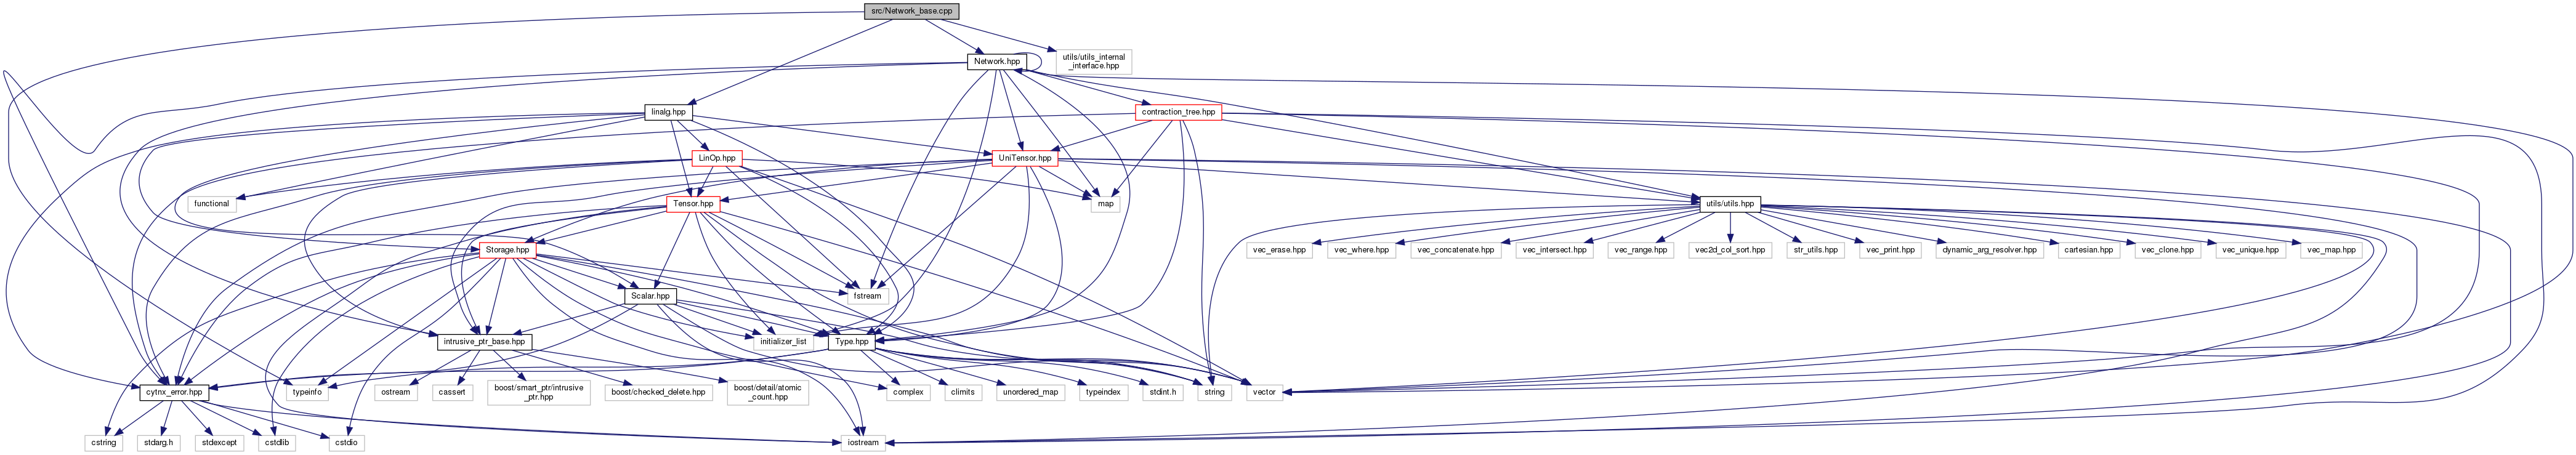 src/Network_base.cpp
Network.hpp
utils/utils_internal
_interface.hpp
linalg.hpp
contraction_tree.hpp
LinOp.hpp
UniTensor.hpp
functional
Tensor.hpp
map
utils/utils.hpp
Storage.hpp
vec_erase.hpp
vec_where.hpp
vec_concatenate.hpp
vec_intersect.hpp
vec_range.hpp
vec2d_col_sort.hpp
str_utils.hpp
vec_print.hpp
dynamic_arg_resolver.hpp
cartesian.hpp
vec_clone.hpp
vec_unique.hpp
vec_map.hpp
Scalar.hpp
fstream
intrusive_ptr_base.hpp
initializer_list
Type.hpp
cytnx_error.hpp
typeinfo
ostream
cassert
boost/smart_ptr/intrusive
_ptr.hpp
boost/checked_delete.hpp
boost/detail/atomic
_count.hpp
complex
climits
unordered_map
typeindex
stdint.h
string
vector
cstring
stdarg.h
stdexcept
cstdlib
cstdio
iostream